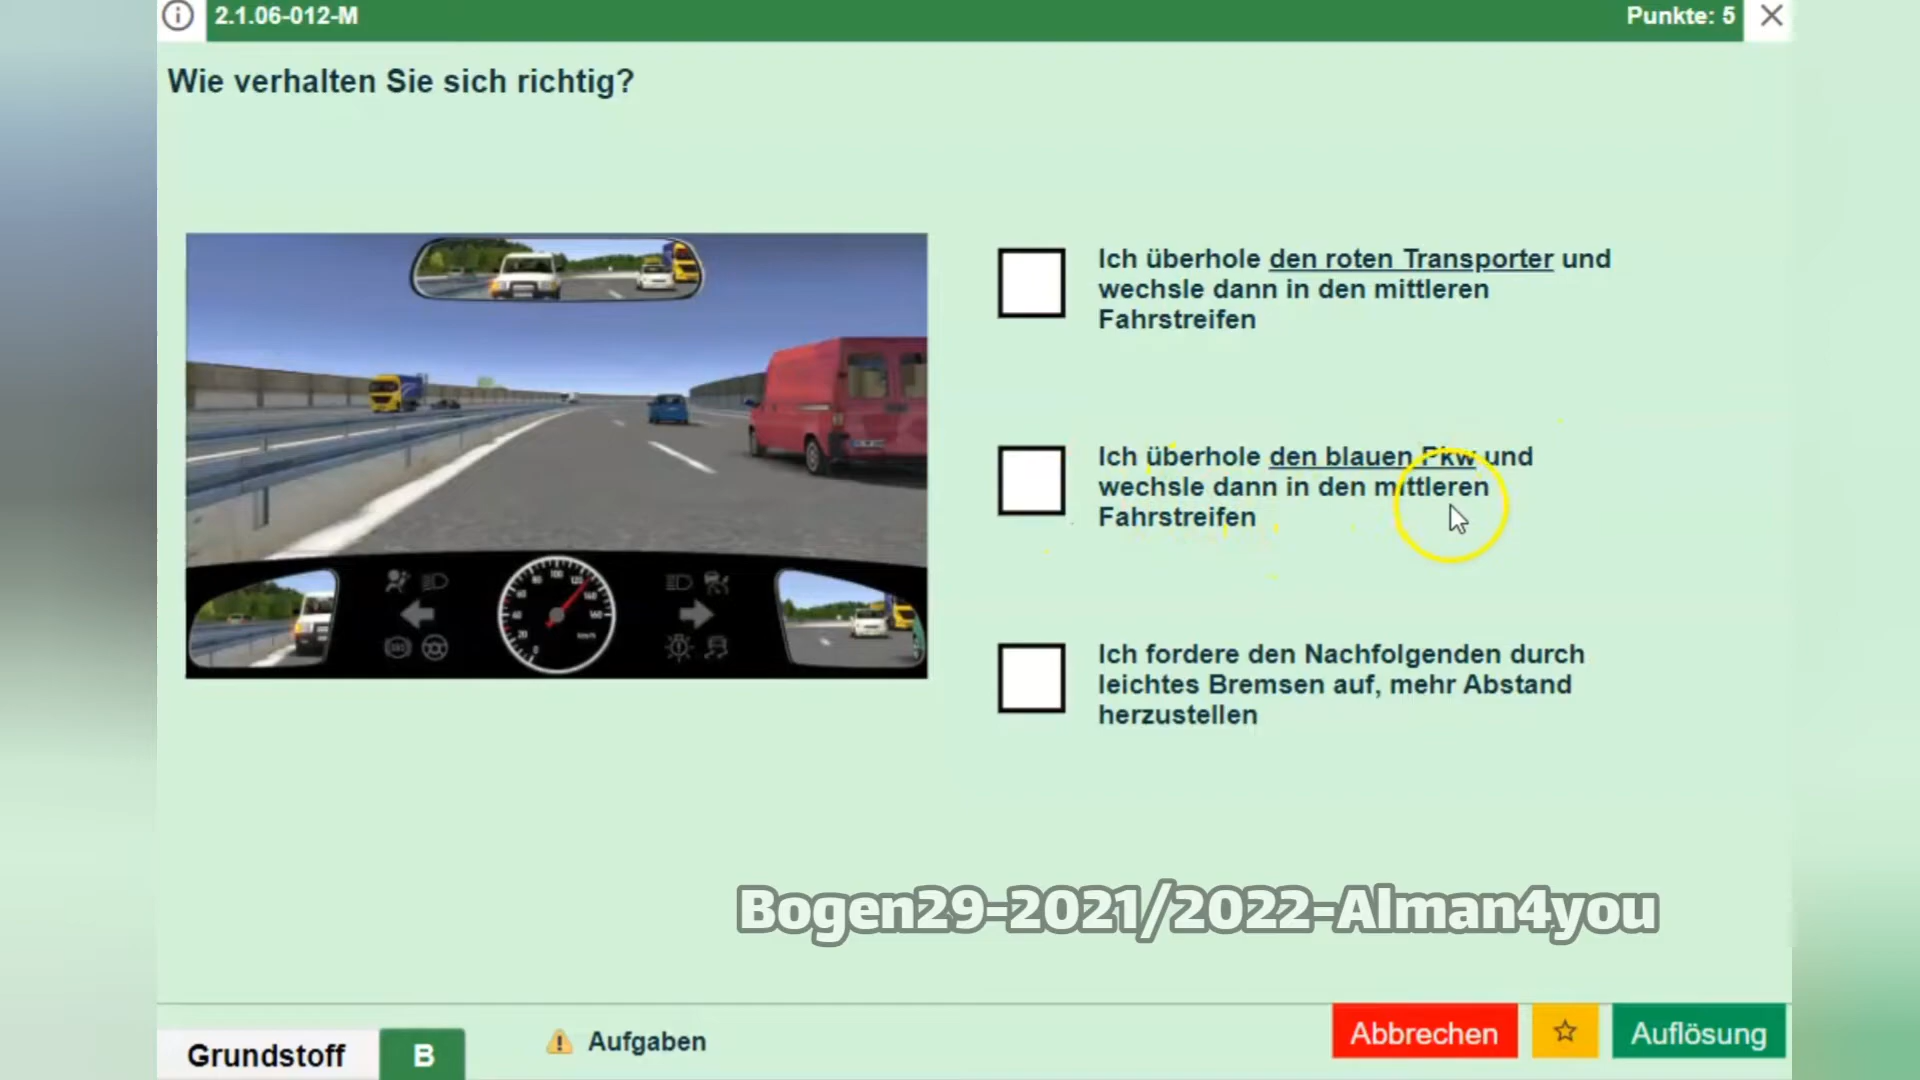 2.1.06-012-M
Punkte: 5
Wie verhalten Sie sich richtig?
Ich überhole den roten Transporter und
wechsle dann in den mittleren
Fahrstreifen
Ich überhole den blauen Pkw und
wechsle dann in den mittleren
Fahrstreifen
Ich fordere den Nachfolgenden durch
leichtes Bremsen auf, mehr Abstand
herzustellen
Bogen29-2021/2022-Alman4you
Grundstoff
B
Aufgaben
Abbrechen
Auflösung